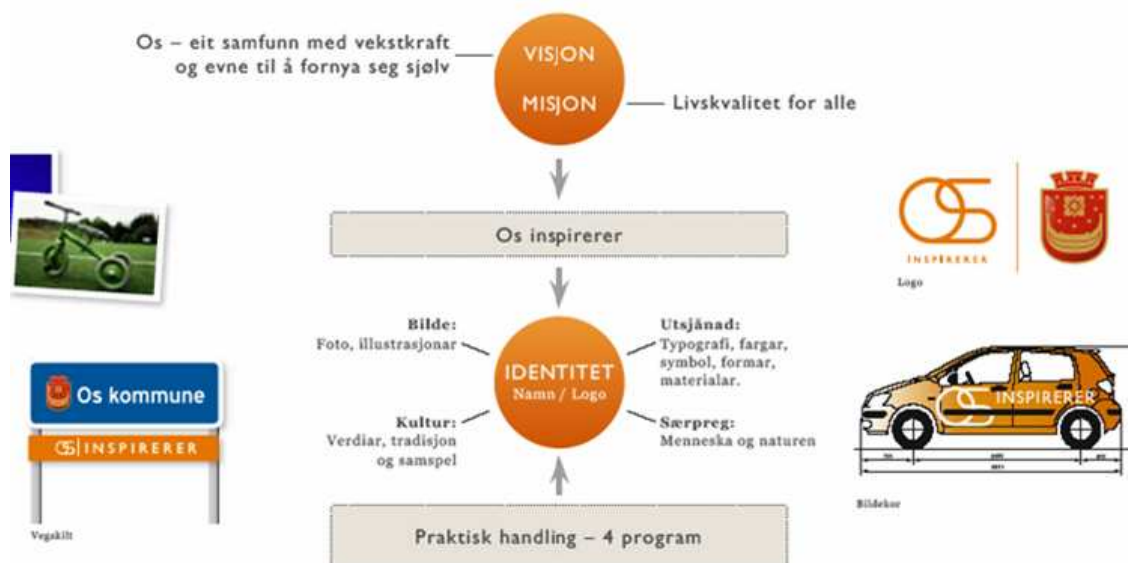 Os – eit samfunn med vekstkraft
og evne til å fornya seg sjølv
VISJON
MISJON
Livskvalitet for alle
Os inspirerer
OS
INSPIRERER
Logo
Bilde:
Foto, illustrasjonar
Utsjånad:
Typografi, fargar,
symbol, formar,
materialar.
IDENTITET
Namn / Logo
Kultur:
Verdiar, tradisjon
og samspel
Særpreg:
Menneska og naturen
Os kommune
OS INSPIRERER
Vegskilt
OS INSPIRERER
Bildekor
Praktisk handling – 4 program